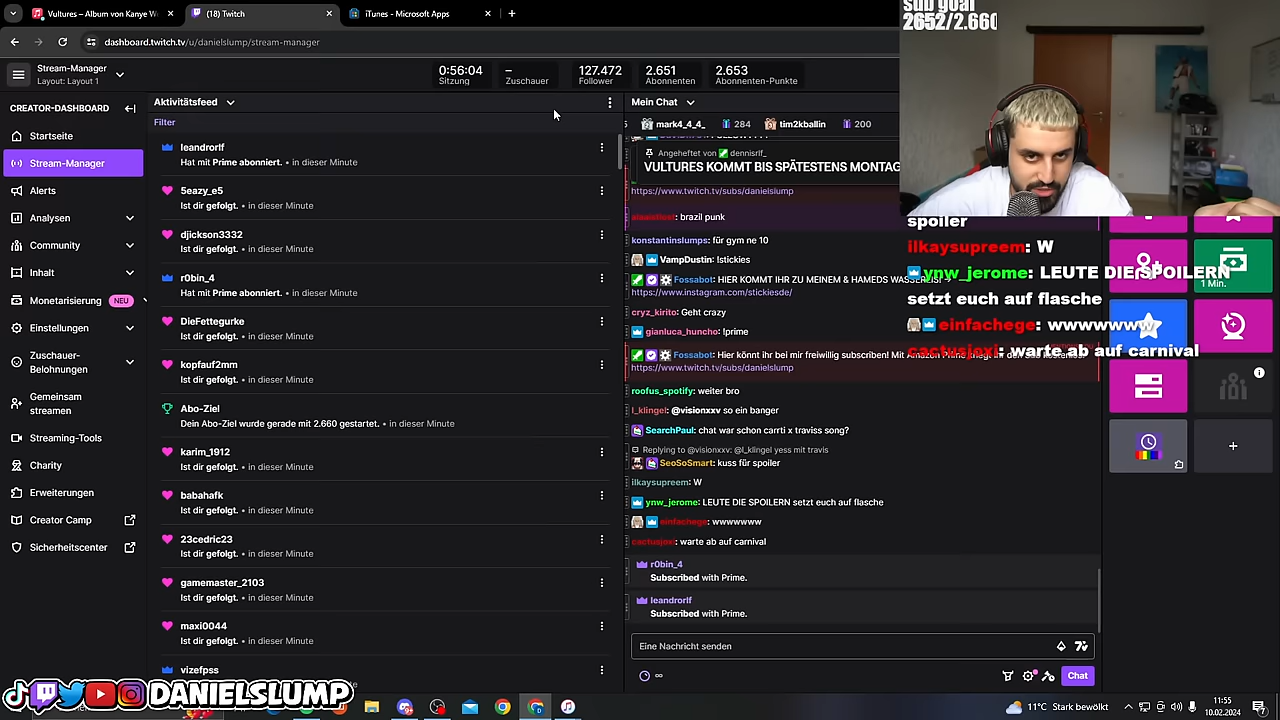 Vultures – Album von Kanye W
(18) Twitch
iTunes - Microsoft Apps
dashboard.twitch.tv/u/danielslump/stream-manager
sub goal
2652/2.660
Stream-Manager
Layout: Layout 1
0:56:04
Sitzung
–
Zuschauer
127.472
Follower
2.651
Abonnenten
2.653
Abonnenten-Punkte
CREATOR-DASHBOARD
Startseite
Stream-Manager
Alerts
Analysen
Community
Inhalt
Monetarisierung NEU
Einstellungen
Zuschauer-
Belohnungen
Gemeinsam
streamen
Streaming-Tools
Charity
Erweiterungen
Creator Camp
Sicherheitscenter
Aktivitätsfeed
Filter
leandrorlf
Hat mit Prime abonniert. • in dieser Minute
5eazy_e5
Ist dir gefolgt. • in dieser Minute
djickson3332
Ist dir gefolgt. • in dieser Minute
r0bin_4
Hat mit Prime abonniert. • in dieser Minute
DieFettegurke
Ist dir gefolgt. • in dieser Minute
kopfauf2mm
Ist dir gefolgt. • in dieser Minute
Abo-Ziel
Dein Abo-Ziel wurde gerade mit 2.660 gestartet. • in dieser Minute
karim_1912
Ist dir gefolgt. • in dieser Minute
babahafk
Ist dir gefolgt. • in dieser Minute
23cedric23
Ist dir gefolgt. • in dieser Minute
gamemaster_2103
Ist dir gefolgt. • in dieser Minute
maxi0044
Ist dir gefolgt. • in dieser Minute
vizefpss
Mein Chat
mark4_4_4_ 284 tim2kballin 200
Angeheftet von dennisrlf_
VULTURES KOMMT BIS SPÄTESTENS MONTAG
https://www.twitch.tv/subs/danielslump
brazil punk
konstantinslumps: für gym ne 10
VampDustin: !stickies
Fossabot: HIER KOMMT IHR ZU MEINEM & HAMEDS
https://www.instagram.com/stickiesde/
cryz_kirito: Geht crazy
gianluca_huncho: !prime
Fossabot: Hier könnt ihr bei mir freiwillig subscriben! Mit
https://www.twitch.tv/subs/danielslump
roofus_spotify: weiter bro
l_klingel: @visionxxv so ein banger
SearchPaul: chat war schon carrti x traviss song?
Replying to @visionxxv: @l_klingel yess mit travis
SeoSoSmart: kuss für spoiler
ilkaysupreem: W
ynw_jerome: LEUTE DIE SPOILERN setzt euch auf flasche
einfachege: wwwwwww
cactusjoxi: warte ab auf carnival
r0bin_4
Subscribed with Prime.
leandrorlf
Subscribed with Prime.
Eine Nachricht senden
Chat
spoiler
ilkaysupreem: W
ynw_jerome: LEUTE DIE SPOILERN
setzt euch auf flasche
einfachege: wwwwwww
cactusjoxi: warte ab auf carnival
1 Min.
DANIELSLUMP
11°C Stark bewölkt
11:55
10.02.2024